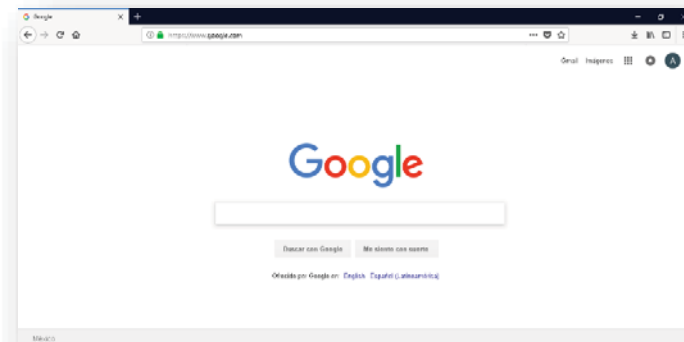 Google
https://www.google.com
Gmail Imágenes
A
Google
Buscar con Google Me siento con suerte
Ofrecido por Google en: English Español (Latinoamérica)
México